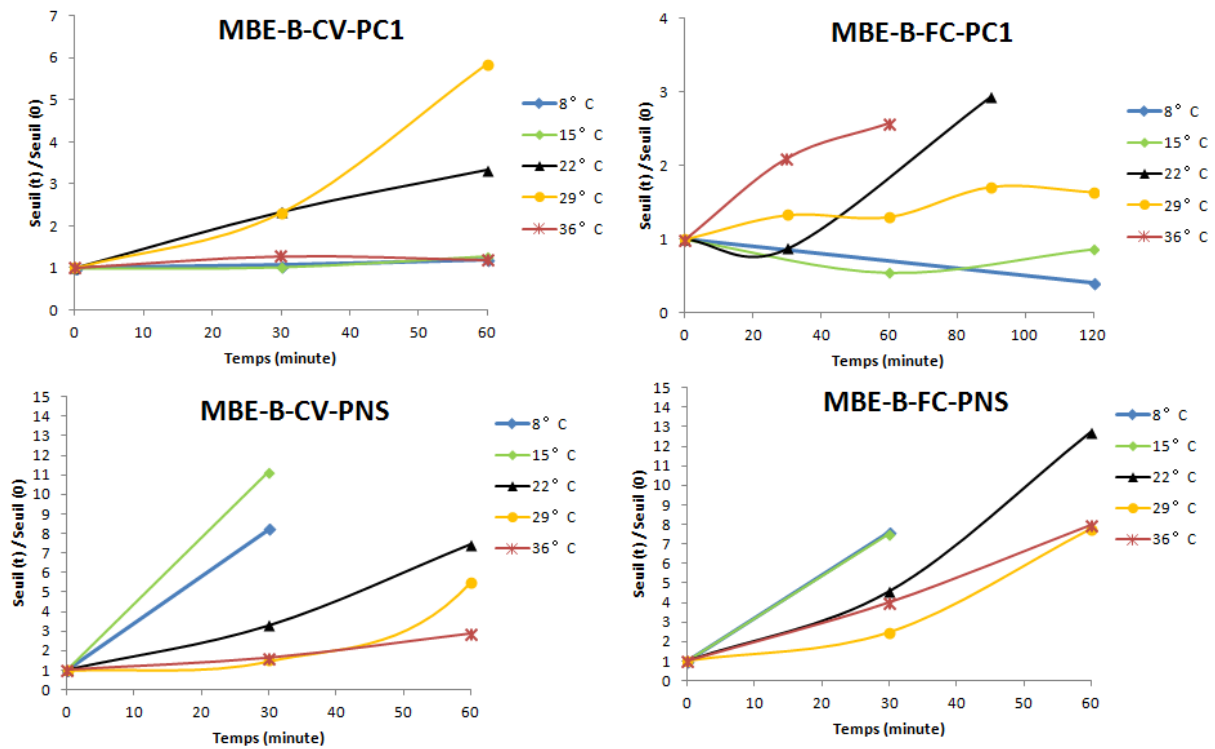 MBE-B-CV-PC1
Seuil (t) / Seuil (0)
7
6
5
4
3
2
1
0
0 10 20 30 40 50 60
Temps (minute)
8° C
15° C
22° C
29° C
36° C
MBE-B-FC-PC1
Seuil (t) / Seuil (0)
4
3
2
1
0
0 20 40 60 80 100 120
Temps (minute)
8° C
15° C
22° C
29° C
36° C
MBE-B-CV-PNS
Seuil (t) / Seuil (0)
15
14
13
12
11
10
9
8
7
6
5
4
3
2
1
0
0 10 20 30 40 50 60
Temps (minute)
8° C
15° C
22° C
29° C
36° C
MBE-B-FC-PNS
Seuil (t) / Seuil (0)
15
14
13
12
11
10
9
8
7
6
5
4
3
2
1
0
0 10 20 30 40 50 60
Temps (minute)
8° C
15° C
22° C
29° C
36° C